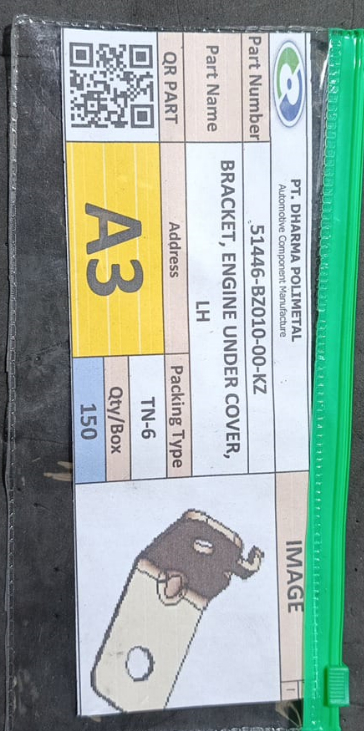 PT. DHARMA POLIMETAL
Automotive Component Manufacture
IMAGE
Part Number
51446-BZ010-00-KZ
Part Name
BRACKET, ENGINE UNDER COVER,
LH
QR PART
Address
Packing Type
A3
TN-6
Qty/Box
150